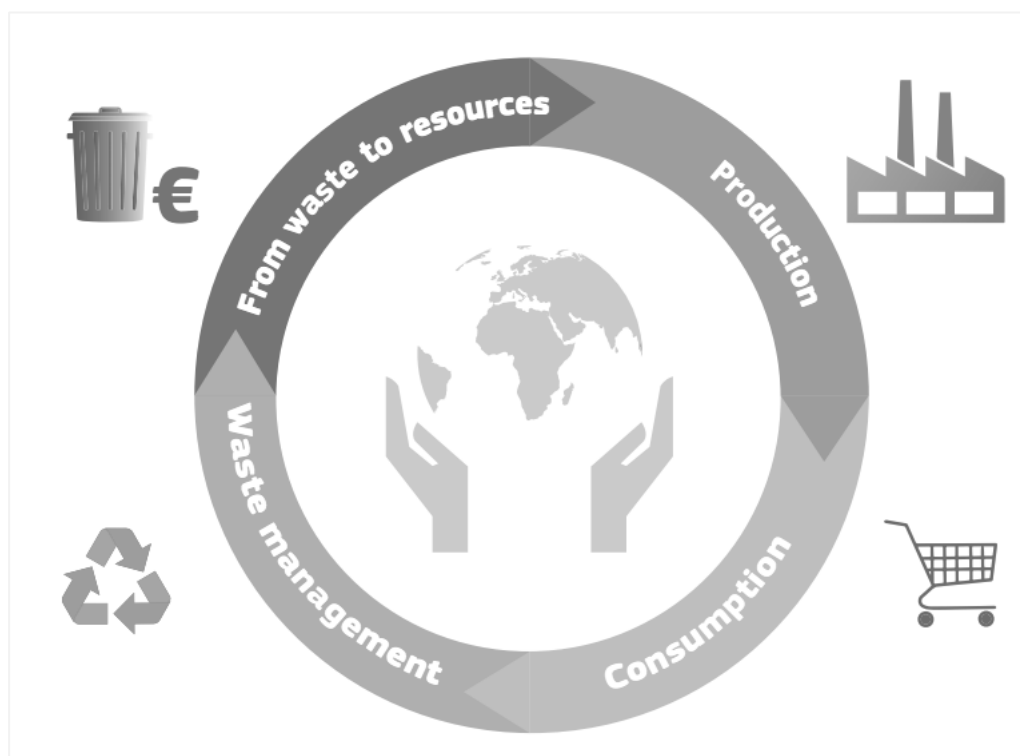 From waste to resources
Production
€
Consumption
Waste management